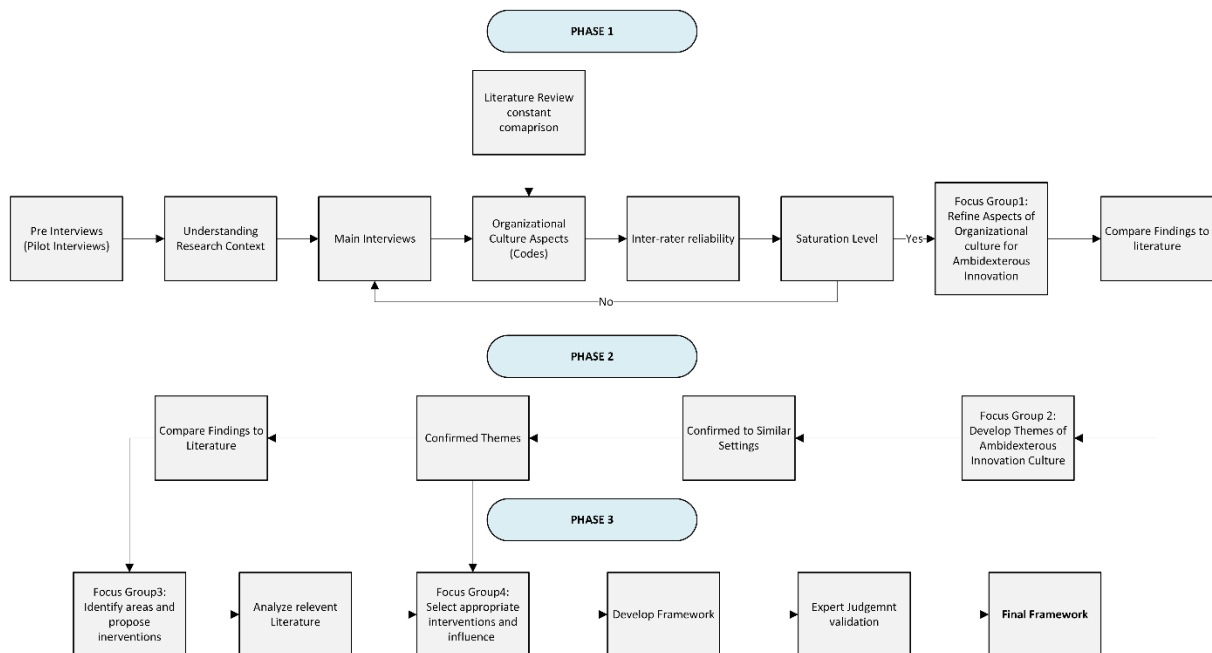 PHASE 1
Literature Review
constant
comaprison
Pre Interviews
(Pilot Interviews)
Understanding
Research Context
Main Interviews
Organizational
Culture Aspects
(Codes)
Inter-rater reliability
Saturation Level
Yes
Focus Group1:
Refine Aspects of
Organizational
culture for
Ambidexterous
Innovation
Compare Findings to
literature
No
PHASE 2
Compare Findings to
Literature
Confirmed Themes
Confirmed to Similar
Settings
Focus Group 2:
Develop Themes of
Ambidexterous
Innovation Culture
PHASE 3
Focus Group3:
Identify areas and
propose
inerventions
Analyze relevent
Literature
Focus Group4:
Select appropriate
interventions and
influence
Develop Framework
Expert Judgemnt
validation
Final Framework